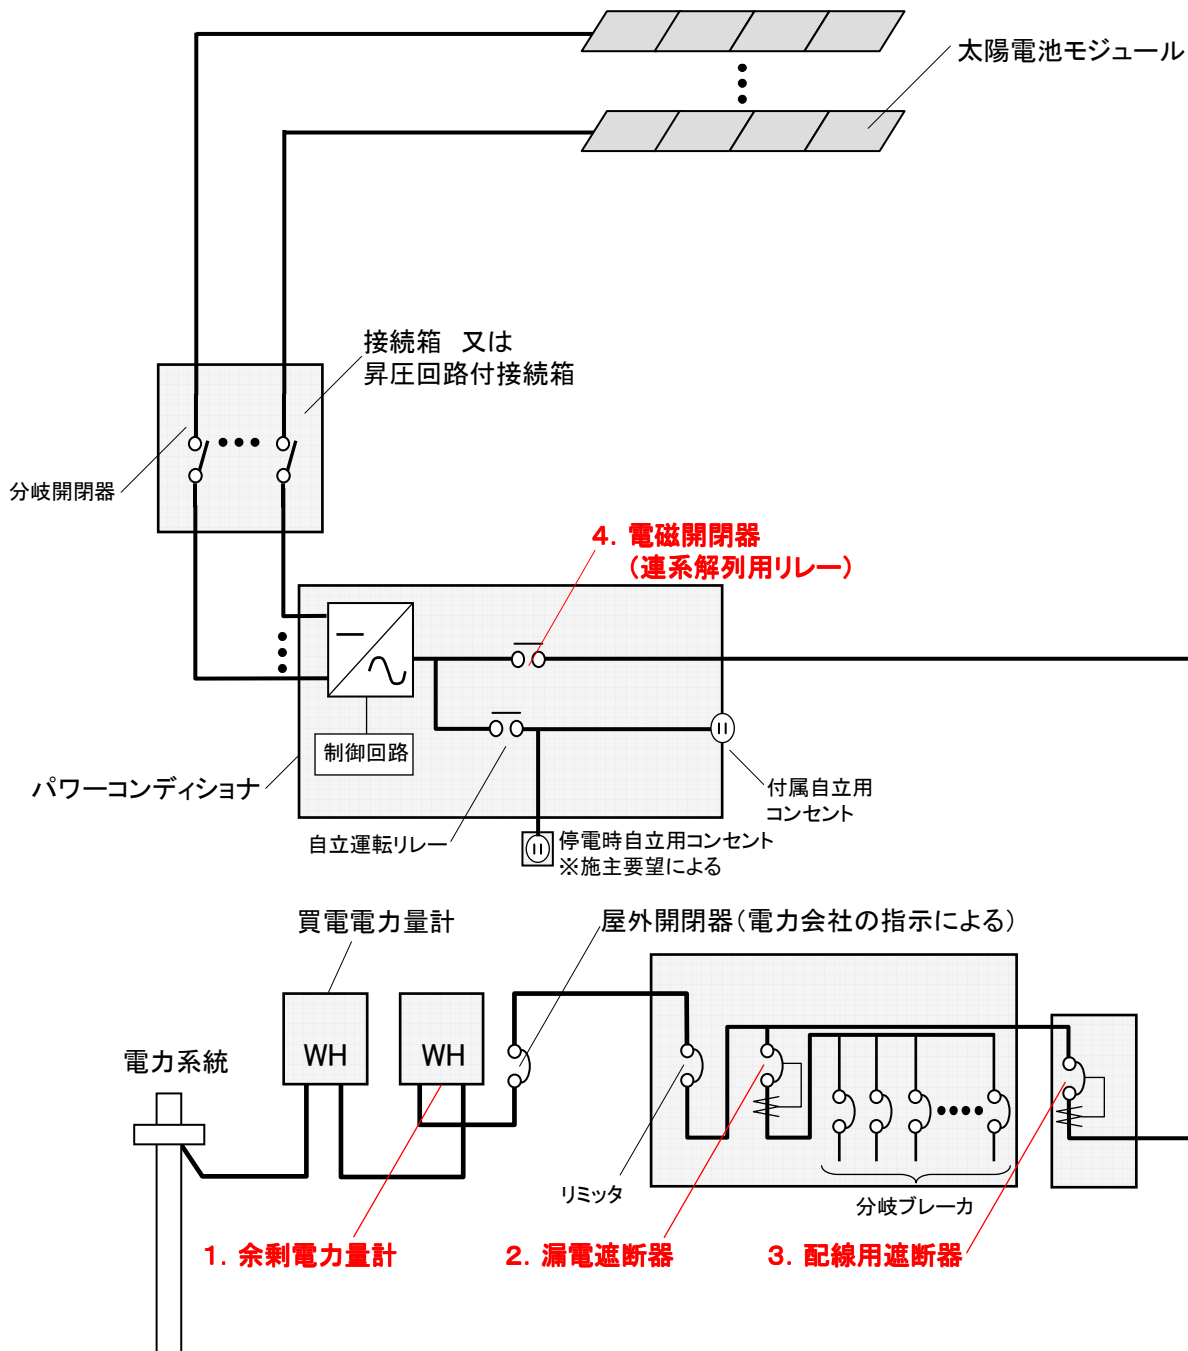 太陽電池モジュール
接続箱　又は
昇圧回路付接続箱
分岐開閉器
４．電磁開閉器
（連系解列用リレー）
制御回路
パワーコンディショナ
付属自立用
コンセント
自立運転リレー
停電時自立用コンセント
※施主要望による
買電電力量計
屋外開閉器（電力会社の指示による）
WH
WH
電力系統
リミッタ
分岐ブレーカ
１．余剰電力量計
２．漏電遮断器
３．配線用遮断器